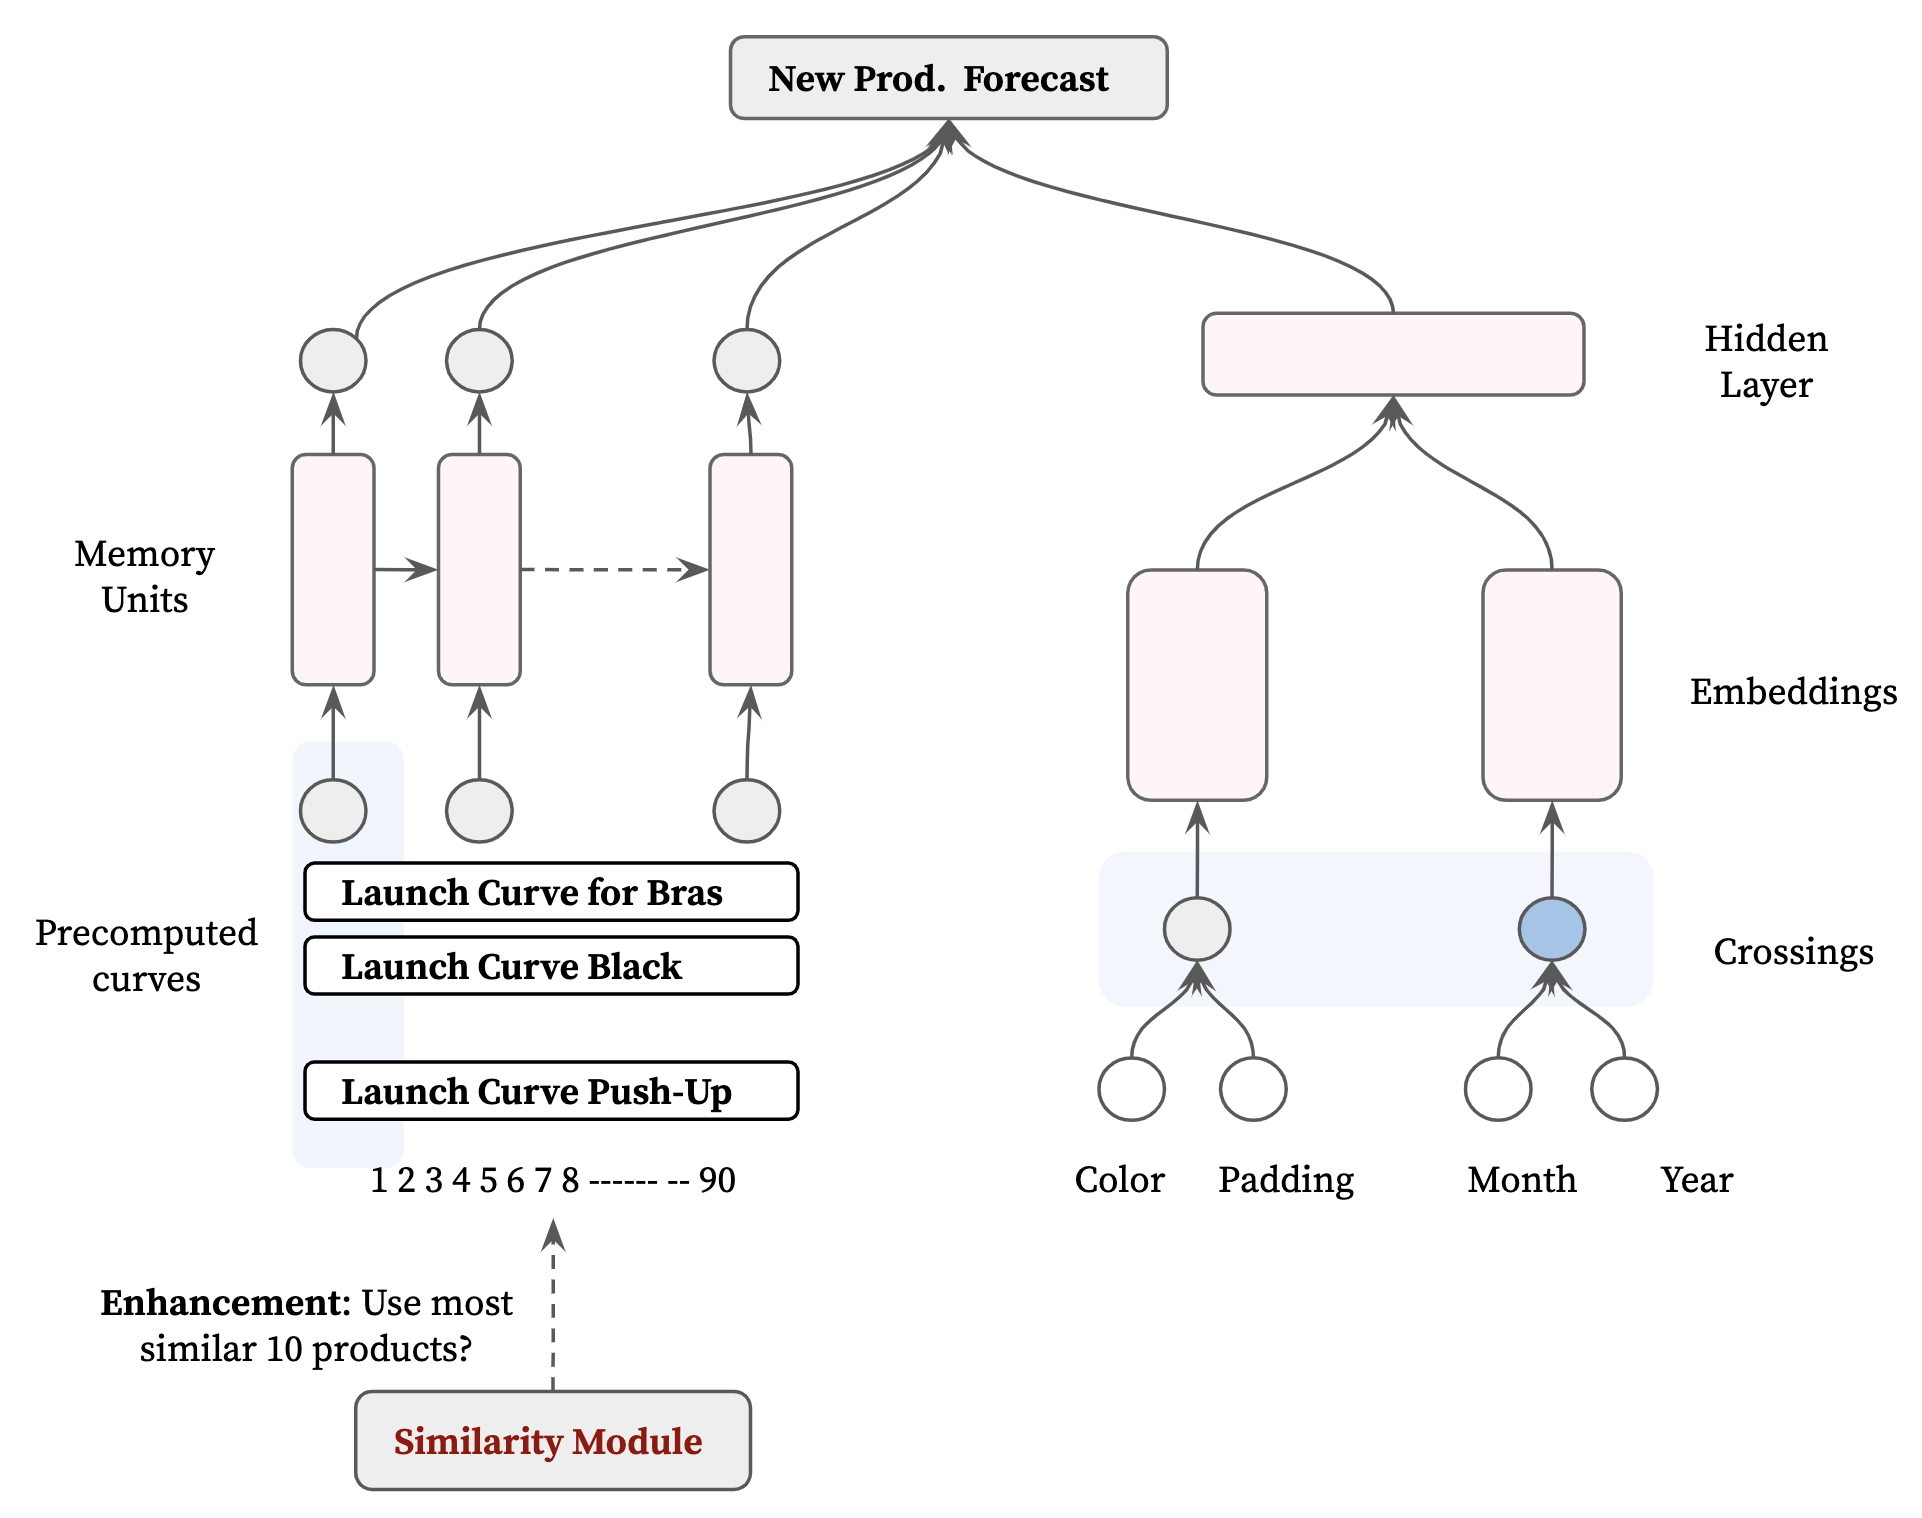 New Prod.  Forecast
Hidden
Layer
Memory
Units
Embeddings
Launch Curve for Bras
Precomputed
curves
Launch Curve Black
Crossings
Launch Curve Push-Up
1 2 3 4 5 6 7 8 ------ -- 90
Color
Padding
Month
Year
Enhancement: Use most
similar 10 products?
Similarity Module